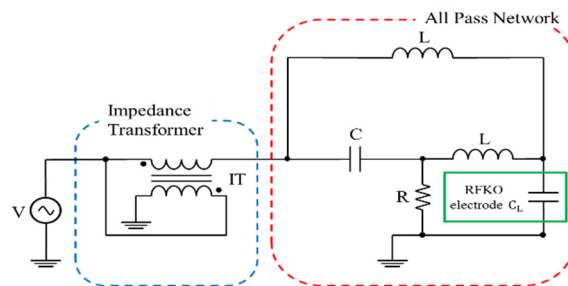 All Pass Network
L
Impedance
Transformer
C
L
IT
R
RFKO
electrode C_L
V